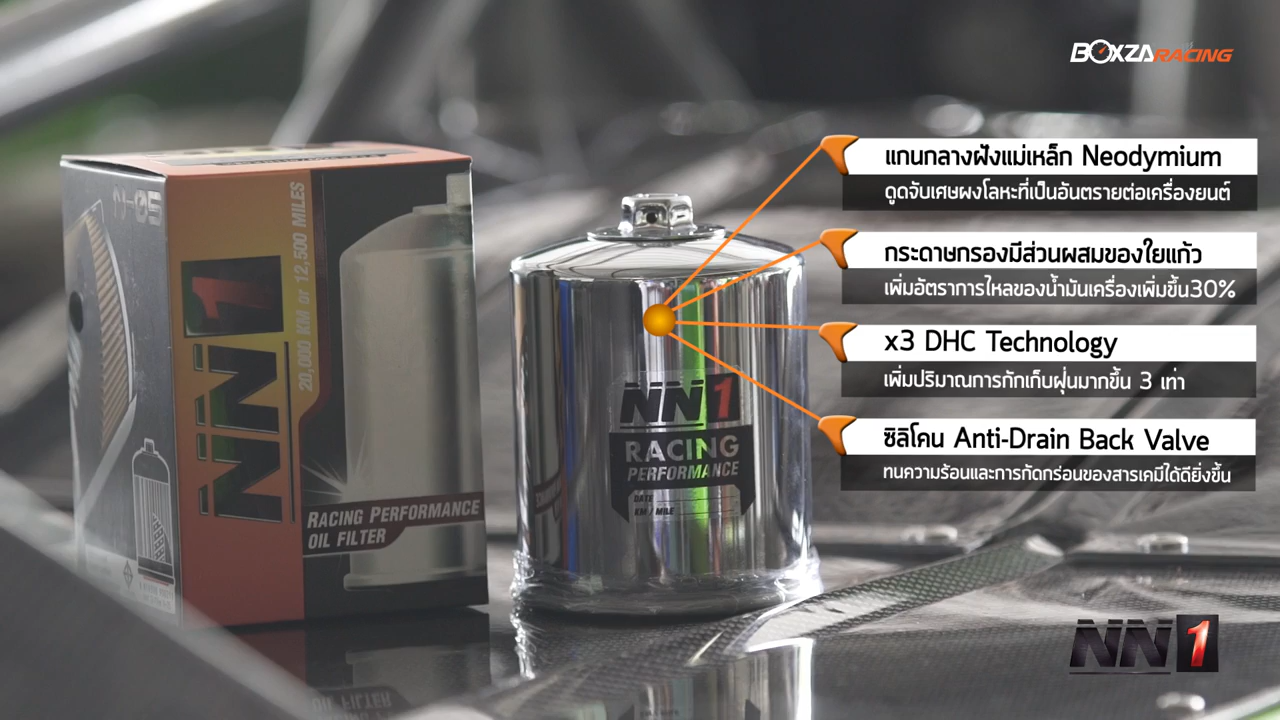 BOXZA RACING
แกนกลางฝังแม่เหล็ก Neodymium
ดูดจับเศษผงโลหะที่เป็นอันตรายต่อเครื่องยนต์
กระดาษกรองมีส่วนผสมของใยแก้ว
เพิ่มอัตราการไหลของน้ำมันเครื่องเพิ่มขึ้น30%
x3 DHC Technology
เพิ่มปริมาณการกักเก็บฝุ่นมากขึ้น 3 เท่า
ซิลิโคน Anti-Drain Back Valve
ทนความร้อนและการกัดกร่อนของสารเคมีได้ดียิ่งขึ้น
N-05
NN1
20,000 KM or 12,500 MILES
RACING PERFORMANCE
OIL FILTER
NN1
RACING
PERFORMANCE
DATE
KM / MILE
NN1